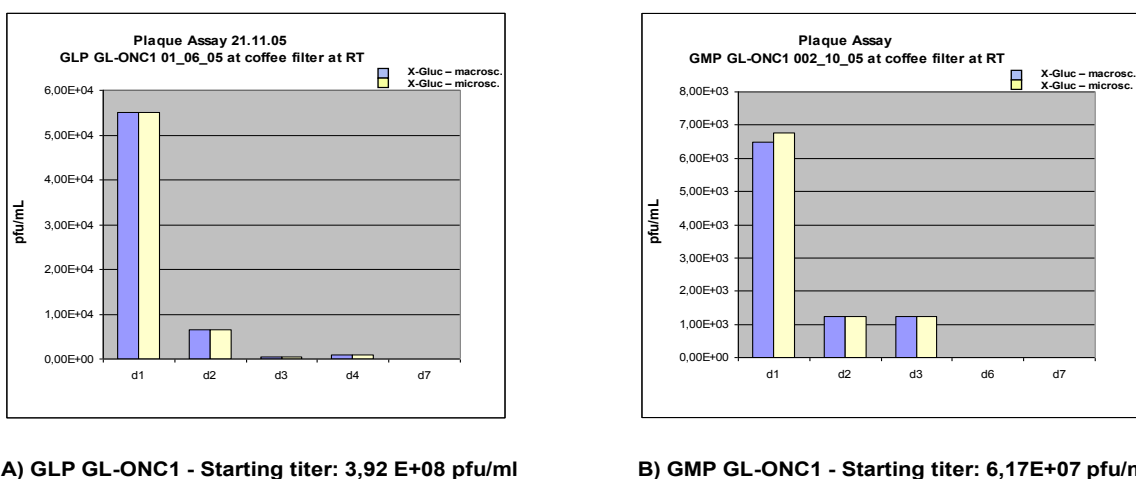 Plaque Assay 21.11.05
GLP GL-ONC1 01_06_05 at coffee filter at RT
X-Gluc – macrosc.
X-Gluc – microsc.
6,00E+04
5,00E+04
4,00E+04
3,00E+04
2,00E+04
1,00E+04
0,00E+00
pfu/mL
d1 d2 d3 d4 d7
A) GLP GL-ONC1 - Starting titer: 3,92 E+08 pfu/ml
Plaque Assay
GMP GL-ONC1 002_10_05 at coffee filter at RT
X-Gluc – macrosc.
X-Gluc – microsc.
8,00E+03
7,00E+03
6,00E+03
5,00E+03
4,00E+03
3,00E+03
2,00E+03
1,00E+03
0,00E+00
pfu/mL
d1 d2 d3 d6 d7
B) GMP GL-ONC1 - Starting titer: 6,17E+07